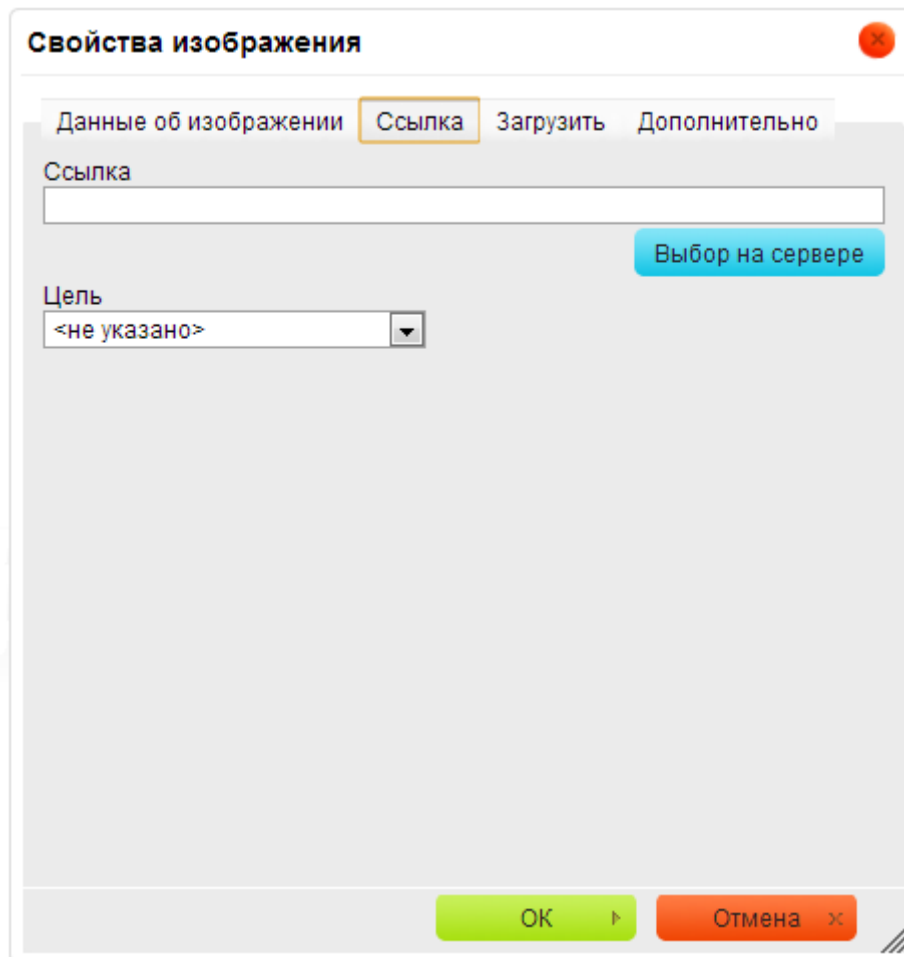 Свойства изображения
Данные об изображении Ссылка Загрузить Дополнительно
Ссылка
Выбор на сервере
Цель
<не указано>
ОК Отмена